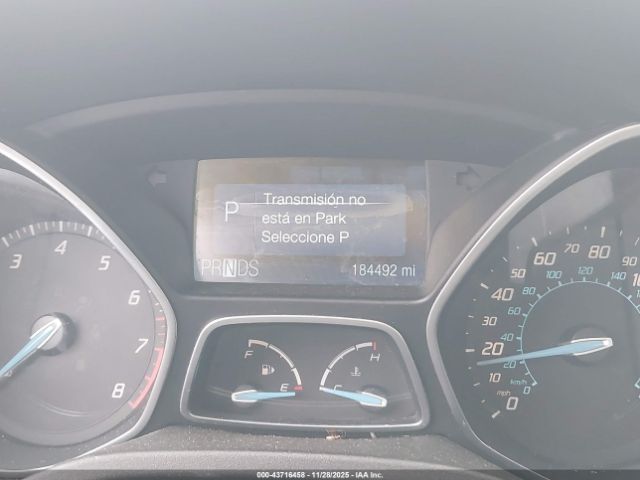 Transmisión no
P está en Park
Seleccione P
PRNDS 184492 mi
3 4 5 6 7 8
F E
C H
0 10 20 40 50 60 70 80 90
0 20 40 60 80 100 120 140
km/h
mph
000-43716458 - 11/28/2025 - IAA Inc.